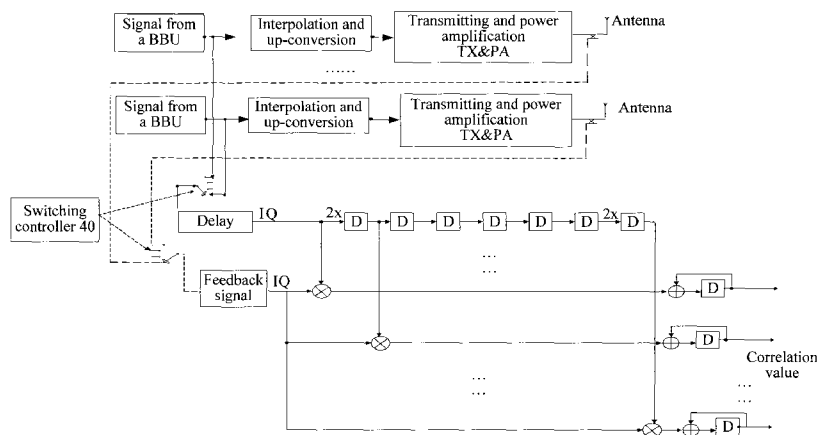 Signal from
a BBU
Interpolation and
up-conversion
Transmitting and power
amplification
TX&PA
Antenna
......
Signal from
a BBU
Interpolation and
up-conversion
Transmitting and power
amplification
TX&PA
Antenna
Switching
controller 40
Delay
IQ
2x
D
D
D
D
D
D
2x
D
...
...
Feedback
signal
IQ
D
D
Correlation
value
...
...
...
...
D